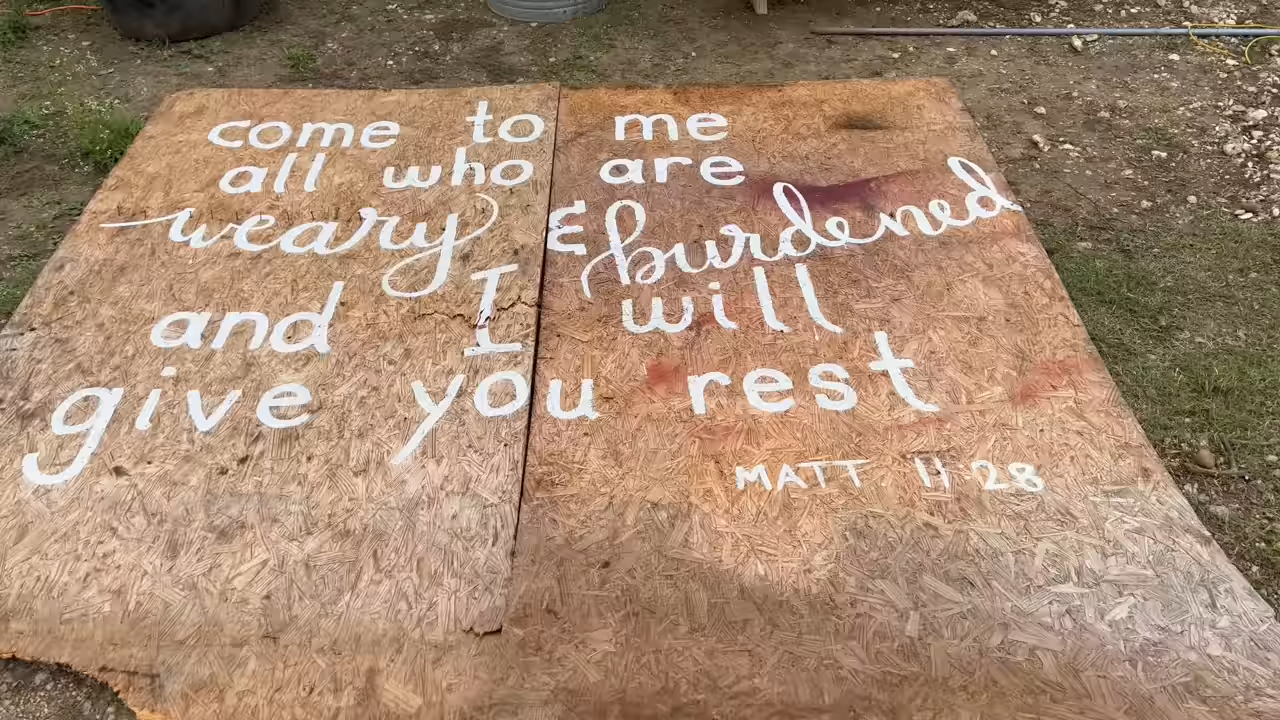 come to me
all who are
weary & burdened
and I will
give you rest
MATT. 11:28